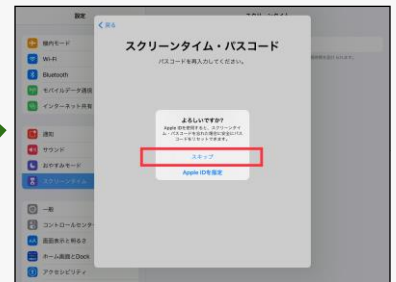 設定
戻る
スクリーンタイム・パスコード
パスコードを再入力してください。
機内モード
Wi-Fi
Bluetooth
モバイルデータ通信
インターネット共有
通知
サウンド
おやすみモード
スクリーンタイム
一般
コントロールセンター
画面表示と明るさ
ホーム画面とDock
アクセシビリティ
よろしいですか?
Apple IDを使用すると、スクリーンタイ
ム・パスコードを忘れた場合に安全にパス
コードをリセットできます。
スキップ
Apple IDを指定